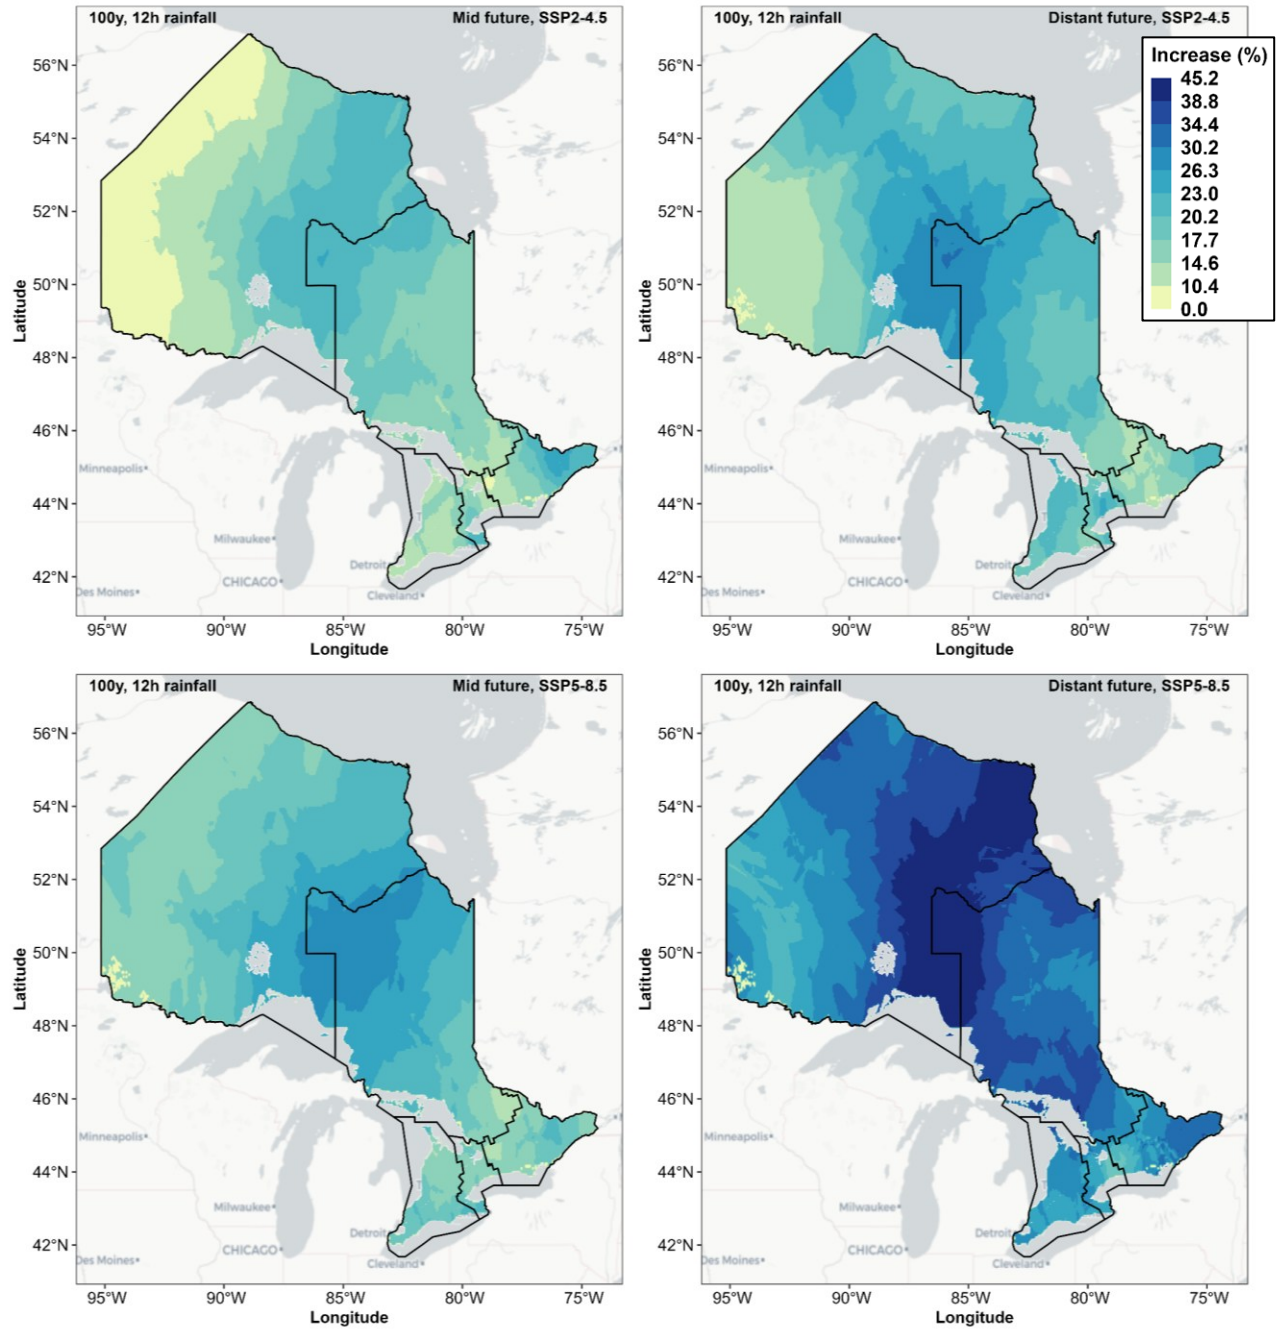 100y, 12h rainfall Mid future, SSP2-4.5
56°N
54°N
52°N
50°N
48°N
46°N
44°N
42°N
Latitude
Minneapolis
Milwaukee
Detroit
CHICAGO
Cleveland
Des Moines
95°W 90°W 85°W 80°W 75°W
Longitude
100y, 12h rainfall Distant future, SSP2-4.5
Increase (%)
45.2
38.8
34.4
30.2
26.3
23.0
20.2
17.7
14.6
10.4
0.0
56°N
54°N
52°N
50°N
48°N
46°N
44°N
42°N
Latitude
Minneapolis
Milwaukee
Detroit
CHICAGO
Cleveland
Des Moines
95°W 90°W 85°W 80°W 75°W
Longitude
100y, 12h rainfall Mid future, SSP5-8.5
56°N
54°N
52°N
50°N
48°N
46°N
44°N
42°N
Latitude
Minneapolis
Milwaukee
Detroit
CHICAGO
Cleveland
Des Moines
95°W 90°W 85°W 80°W 75°W
Longitude
100y, 12h rainfall Distant future, SSP5-8.5
56°N
54°N
52°N
50°N
48°N
46°N
44°N
42°N
Latitude
Minneapolis
Milwaukee
Detroit
CHICAGO
Cleveland
Des Moines
95°W 90°W 85°W 80°W 75°W
Longitude